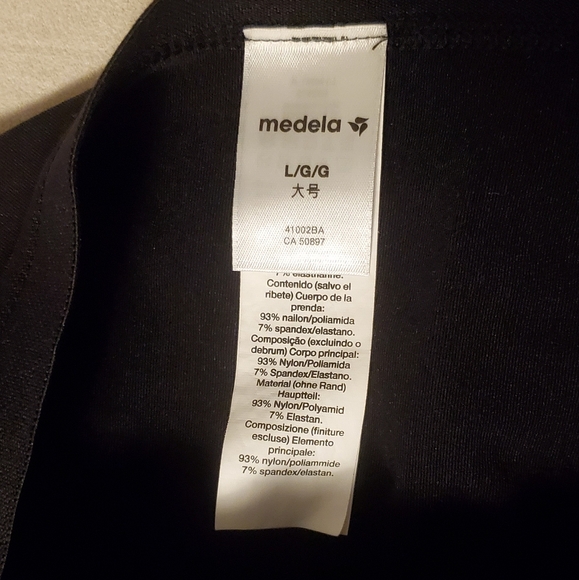 medela
L/G/G
大号
41002BA
CA 50897
7% elasthanne.
Contenido (salvo el
ribete) Cuerpo de la
prenda:
93% nailon/poliamida
7% spandex/elastano.
Composição (excluindo o
debrum) Corpo principal:
93% Nylon/Poliamida
7% Spandex/Elastano.
Material (ohne Rand)
Hauptteil:
93% Nylon/Polyamid
7% Elastan.
Composizione (finiture
escluse) Elemento
principale:
93% nylon/poliammide
7% spandex/elastan.